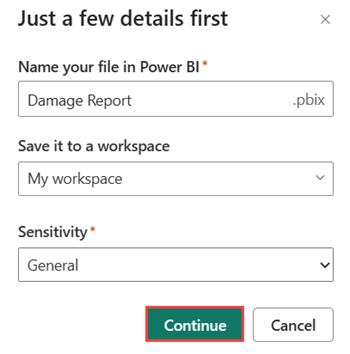 Just a few details first
Name your file in Power BI*
Damage Report .pbix
Save it to a workspace
My workspace
Sensitivity*
General
Continue Cancel